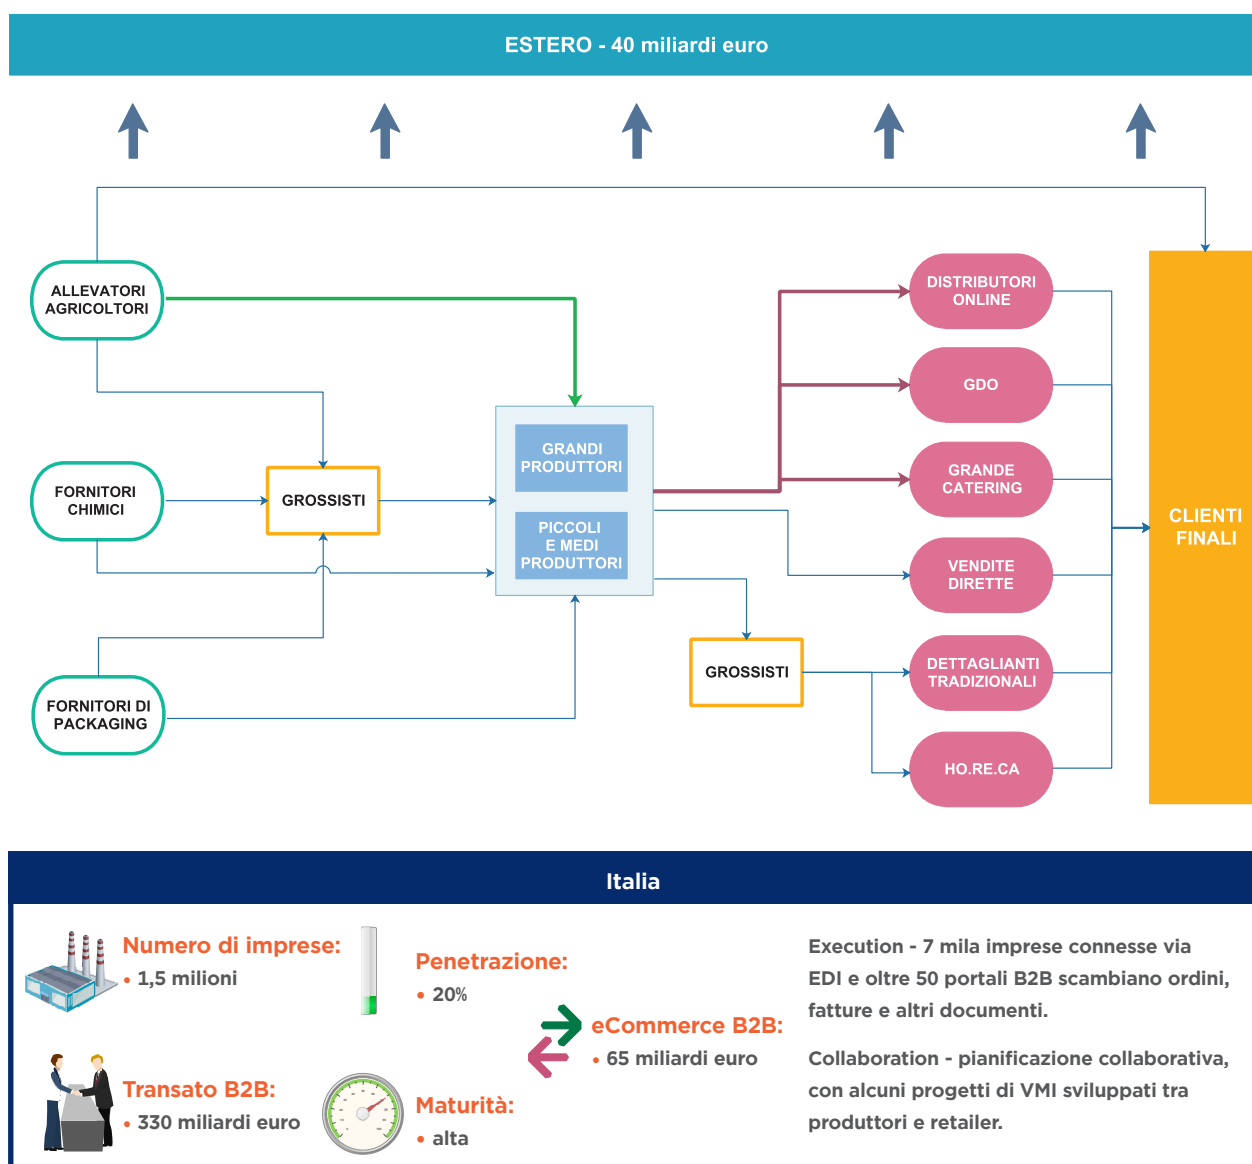 ESTERO - 40 miliardi euro
ALLEVATORI
AGRICOLTORI
FORNITORI
CHIMICI
FORNITORI DI
PACKAGING
GROSSISTI
GRANDI
PRODUTTORI
PICCOLI
E MEDI
PRODUTTORI
GROSSISTI
DISTRIBUTORI
ONLINE
GDO
GRANDE
CATERING
VENDITE
DIRETTE
DETTAGLIANTI
TRADIZIONALI
HO.RE.CA
CLIENTI
FINALI
Italia
Numero di imprese:
• 1,5 milioni
Transato B2B:
• 330 miliardi euro
Penetrazione:
• 20%
Maturità:
• alta
eCommerce B2B:
• 65 miliardi euro
Execution - 7 mila imprese connesse via
EDI e oltre 50 portali B2B scambiano ordini,
fatture e altri documenti.
Collaboration - pianificazione collaborativa,
con alcuni progetti di VMI sviluppati tra
produttori e retailer.